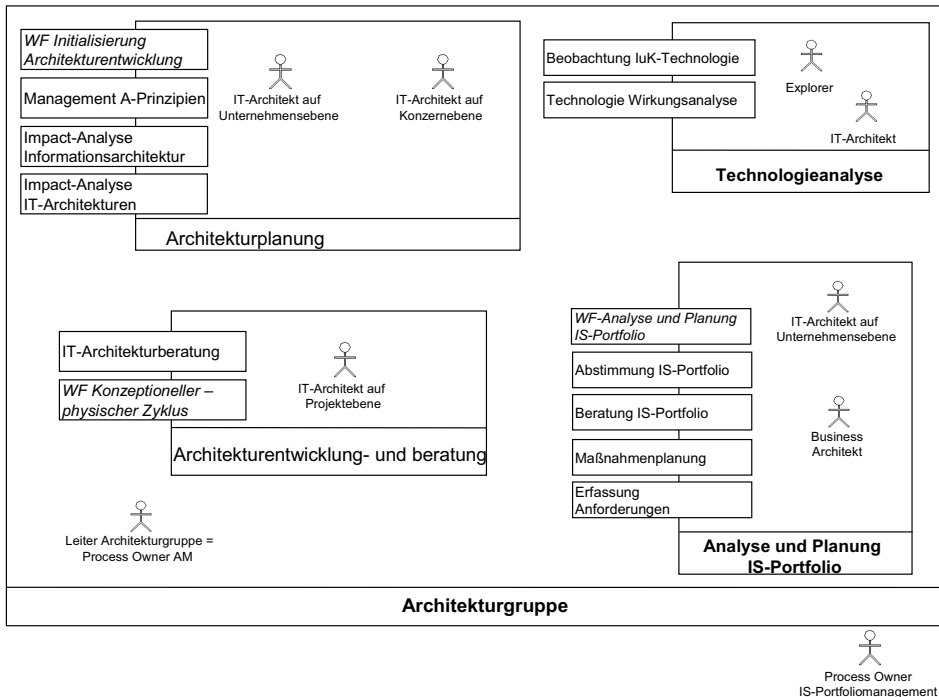 WF Initialisierung
Architekturentwicklung
Management A-Prinzipien
Impact-Analyse
Informationsarchitektur
Impact-Analyse
IT-Architekturen
IT-Architekt auf
Unternehmensebene
IT-Architekt auf
Konzernebene
Architekturplanung
Beobachtung IuK-Technologie
Technologie Wirkungsanalyse
Explorer
IT-Architekt
Technologieanalyse
IT-Architekturberatung
WF Konzeptioneller –
physischer Zyklus
IT-Architekt auf
Projektebene
Architekturentwicklung- und beratung
WF-Analyse und Planung
IS-Portfolio
Abstimmung IS-Portfolio
Beratung IS-Portfolio
Maßnahmenplanung
Erfassung
Anforderungen
IT-Architekt auf
Unternehmensebene
Business
Architekt
Analyse und Planung
IS-Portfolio
Leiter Architekturgruppe =
Process Owner AM
Architekturgruppe
Process Owner
IS-Portfoliomanagement